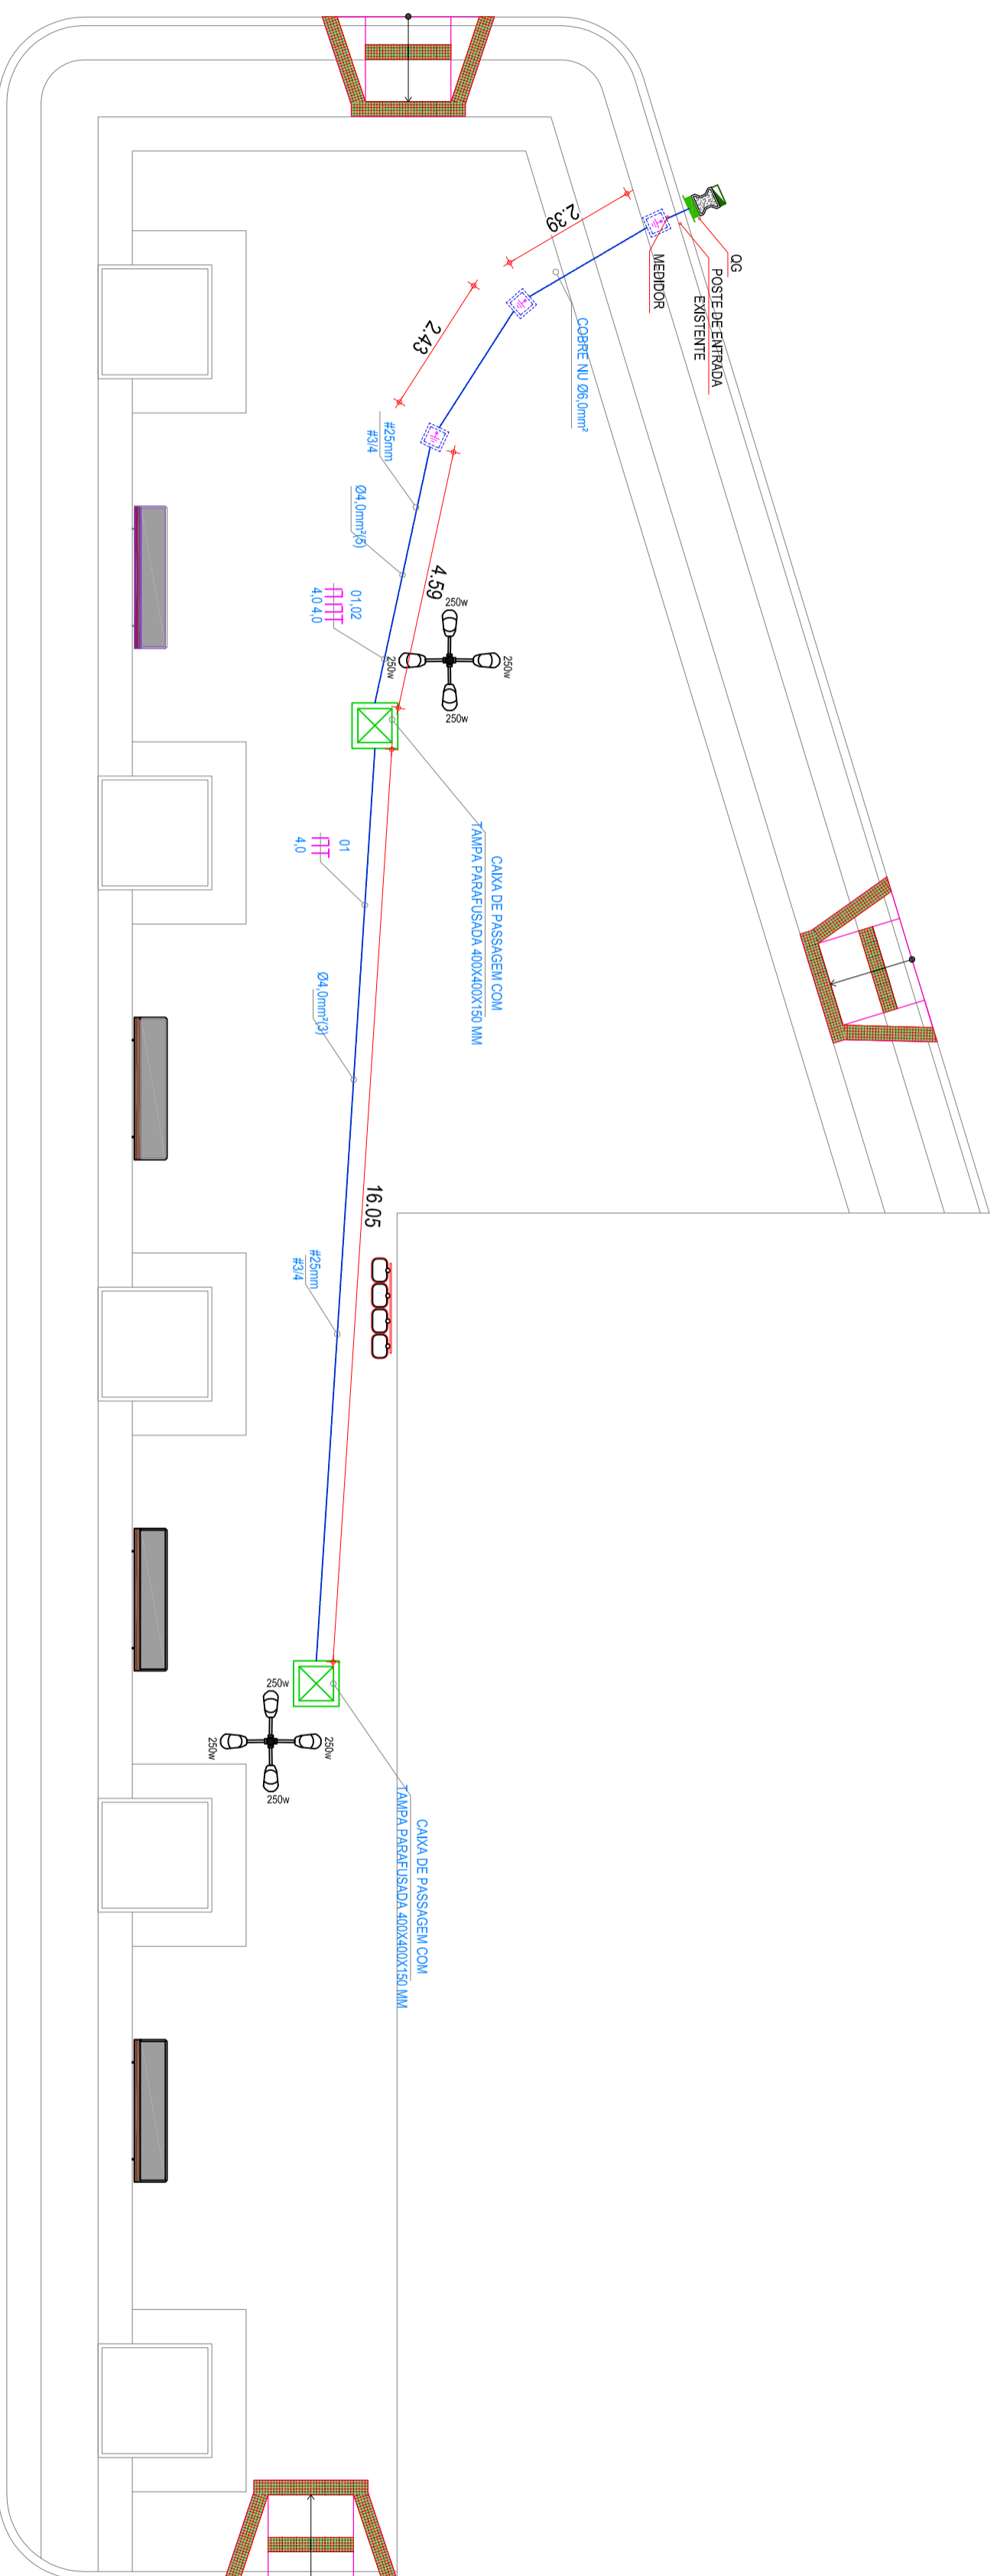 QG
POSTE DE ENTRADA
EXISTENTE
MEDIDOR
2.39
COBRE NU Ø6,0mm²
2.43
#25mm
#3/4
Ø4,0mm²(5)
4.59
01,02
4,0 4,0
250w
250w
250w
250w
CAIXA DE PASSAGEM COM
TAMPA PARAFUSADA 400X400X150 MM
01
4,0
Ø4,0mm²(3)
16.05
#25mm
#3/4
250w
250w
250w
250w
CAIXA DE PASSAGEM COM
TAMPA PARAFUSADA 400X400X150 MM